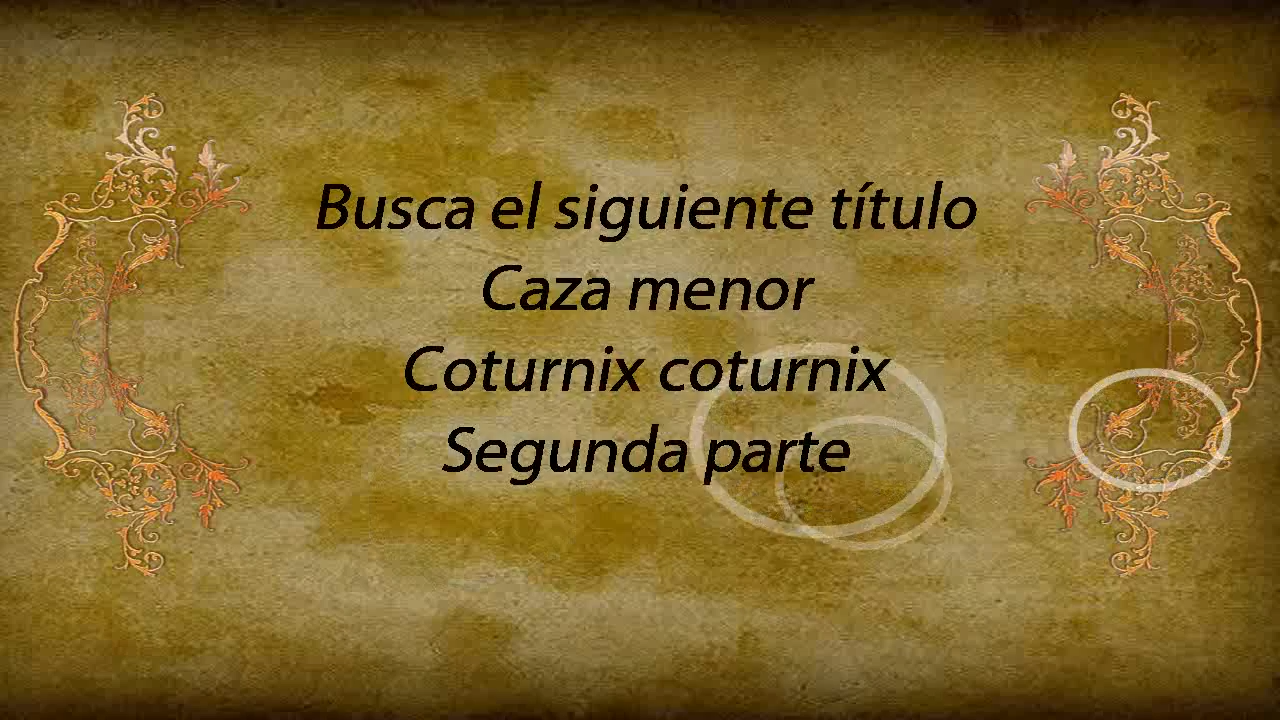 Busca el siguiente título
Caza menor
Coturnix coturnix
Segunda parte